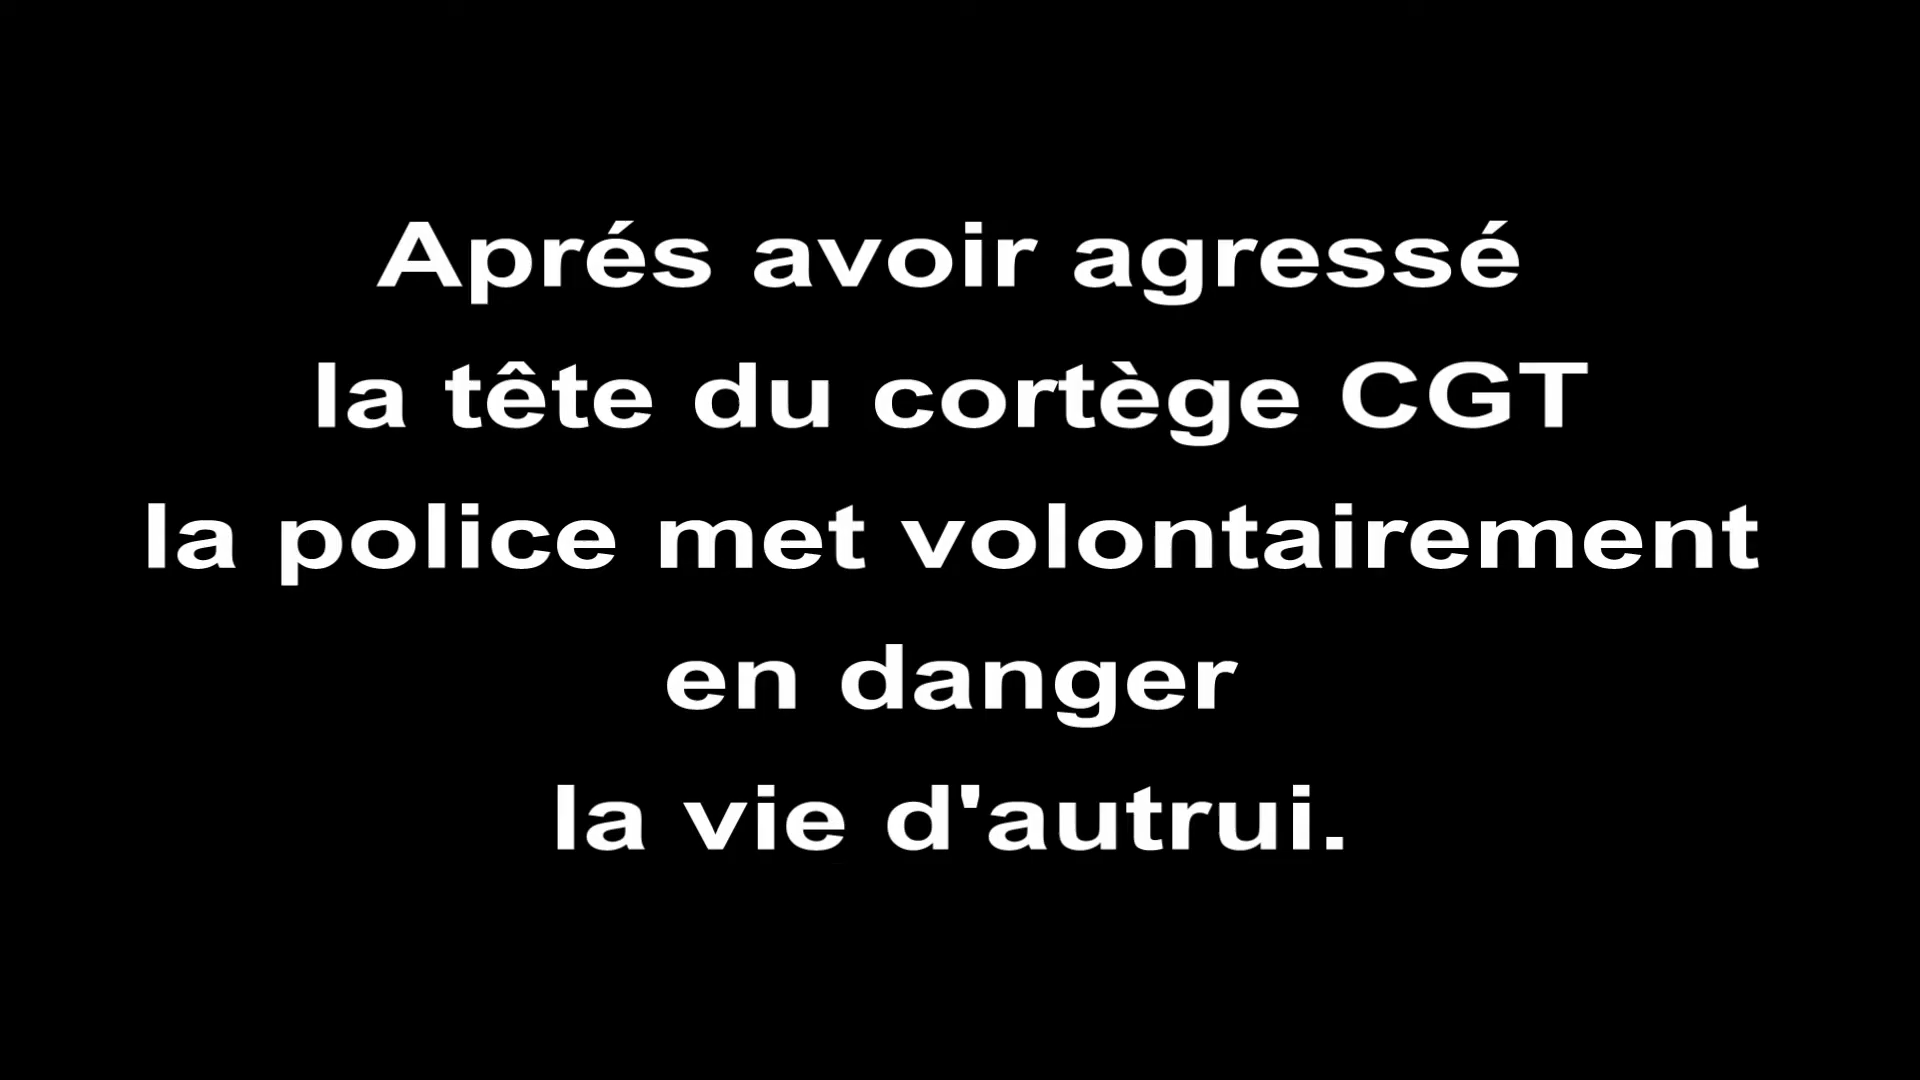 Aprés avoir agressé
la tête du cortège CGT
la police met volontairement
en danger
la vie d'autrui.